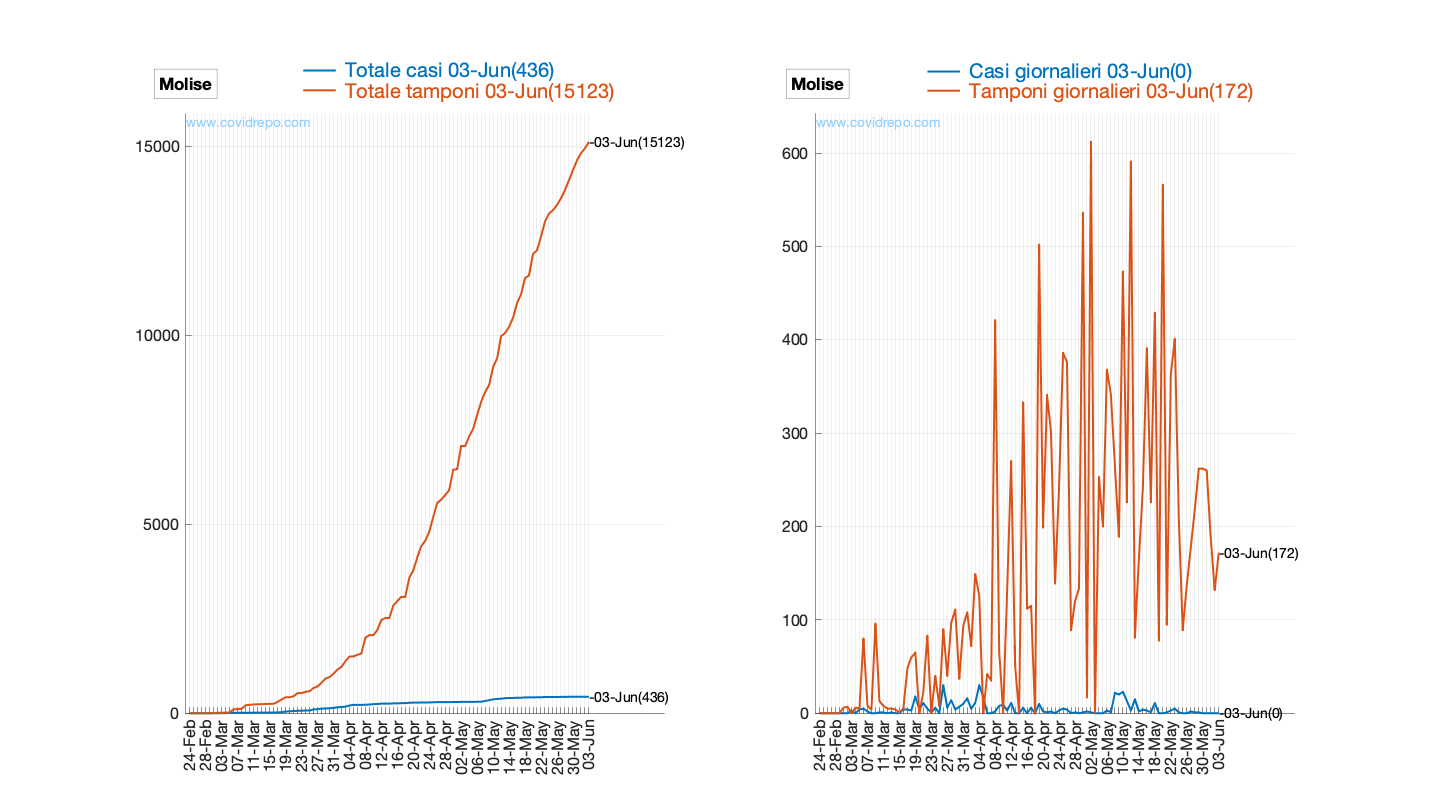 Molise
Totale casi 03-Jun(436)
Totale tamponi 03-Jun(15123)
www.covidrepo.com
03-Jun(15123)
15000
10000
5000
0
03-Jun(436)
24-Feb
28-Feb
03-Mar
07-Mar
11-Mar
15-Mar
19-Mar
23-Mar
27-Mar
31-Mar
04-Apr
08-Apr
12-Apr
16-Apr
20-Apr
24-Apr
28-Apr
02-May
06-May
10-May
14-May
18-May
22-May
26-May
30-May
03-Jun
Molise
Casi giornalieri 03-Jun(0)
Tamponi giornalieri 03-Jun(172)
www.covidrepo.com
600
500
400
300
200
100
0
03-Jun(172)
03-Jun(0)
24-Feb
28-Feb
03-Mar
07-Mar
11-Mar
15-Mar
19-Mar
23-Mar
27-Mar
31-Mar
04-Apr
08-Apr
12-Apr
16-Apr
20-Apr
24-Apr
28-Apr
02-May
06-May
10-May
14-May
18-May
22-May
26-May
30-May
03-Jun